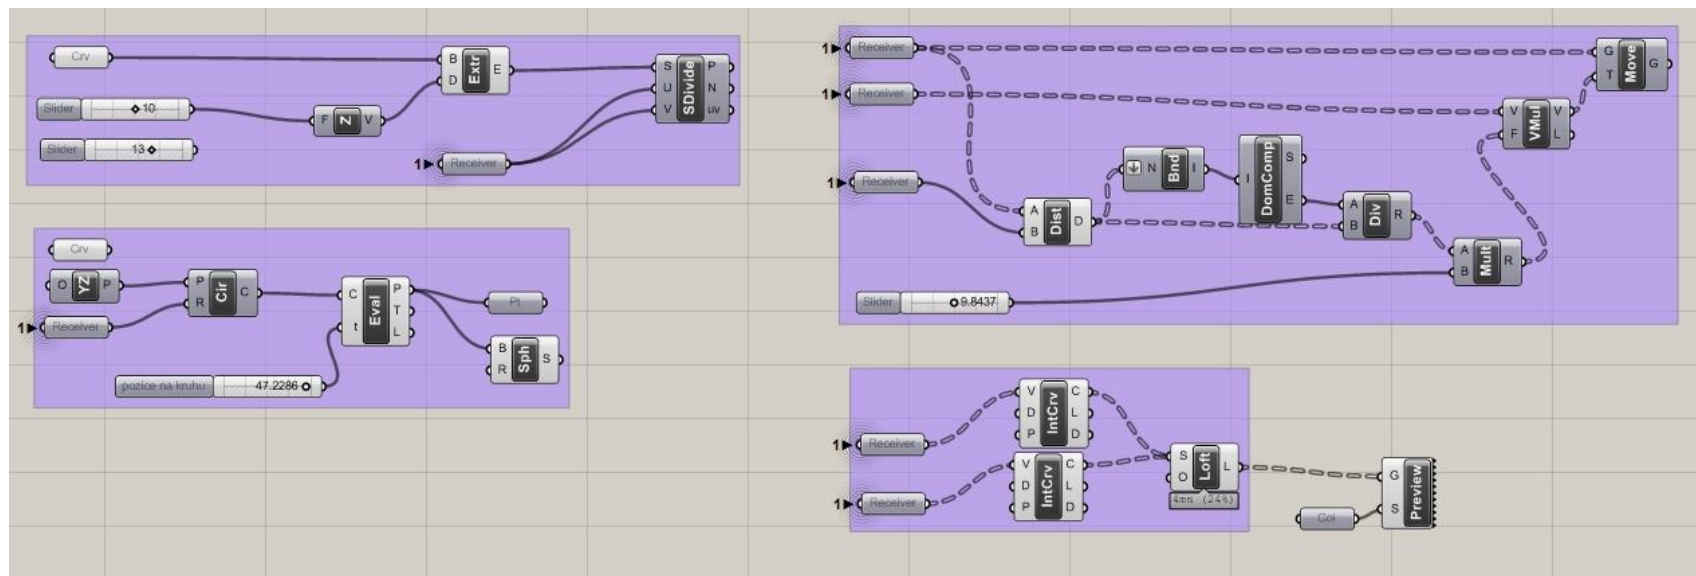 Crv
B
D
Extr
E
Slider
10
F
Z
V
Slider
13
1
Receiver
S
U
V
SDivide
P
N
uv
Crv
O
YZ
P
P
R
Cir
C
1
Receiver
C
t
Eval
P
T
L
Pt
B
R
Sph
S
pozice na kruhu
47.2286
1
Receiver
1
Receiver
1
Receiver
A
B
Dist
D
N
Bnd
I
I
DomComp
S
E
A
B
Div
R
A
B
Mult
R
Slider
9.8437
V
F
VMul
V
L
G
T
Move
G
1
Receiver
1
Receiver
V
D
P
IntCrv
C
L
D
V
D
P
IntCrv
C
L
D
S
O
Loft
L
4ms (24%)
Col
G
S
Preview